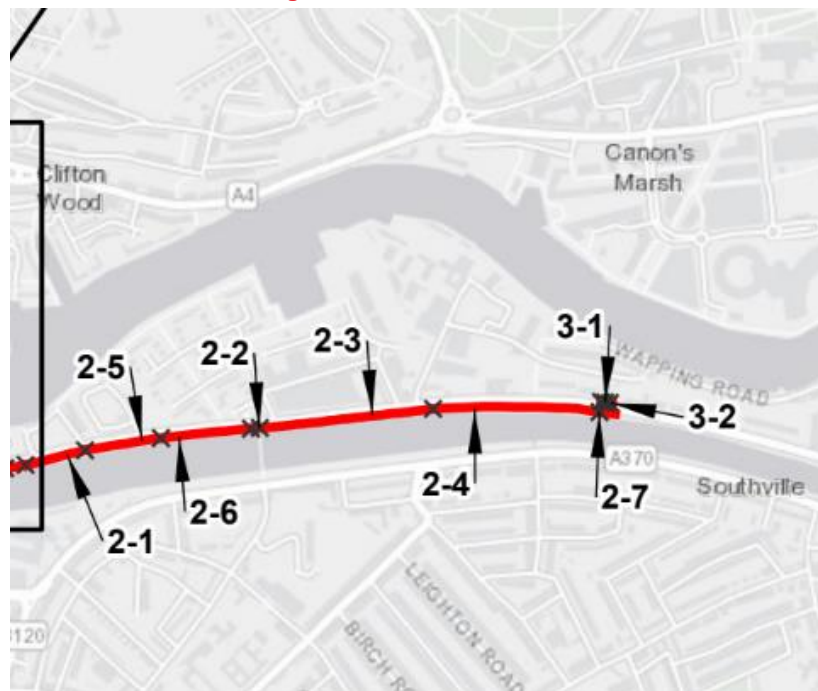 Canon's
Marsh
Clifton
Wood
A4
3-1
2-3
2-2
2-5
WAPPING ROAD
3-2
A370
2-4
2-7
Southville
2-6
2-1
LEIGHTON ROAD
BIRCH